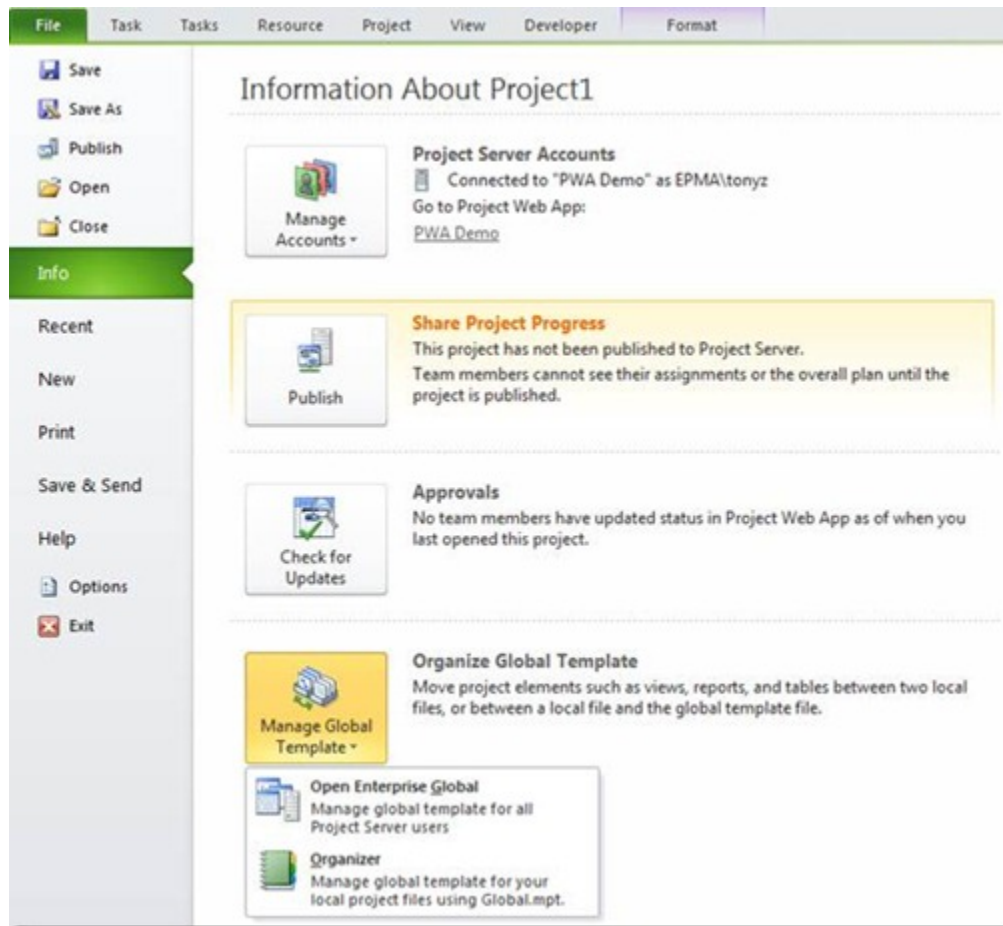 File Task Tasks Resource Project View Developer Format
Save
Save As
Publish
Open
Close
Info
Recent
New
Print
Save & Send
Help
Options
Exit
Information About Project1
Manage
Accounts
Project Server Accounts
Connected to "PWA Demo" as EPMA\tonyz
Go to Project Web App:
PWA Demo
Publish
Share Project Progress
This project has not been published to Project Server.
Team members cannot see their assignments or the overall plan until the
project is published.
Check for
Updates
Approvals
No team members have updated status in Project Web App as of when you
last opened this project.
Manage Global
Template
Organize Global Template
Move project elements such as views, reports, and tables between two local
files, or between a local file and the global template file.
Open Enterprise Global
Manage global template for all
Project Server users
Organizer
Manage global template for your
local project files using Global.mpt.